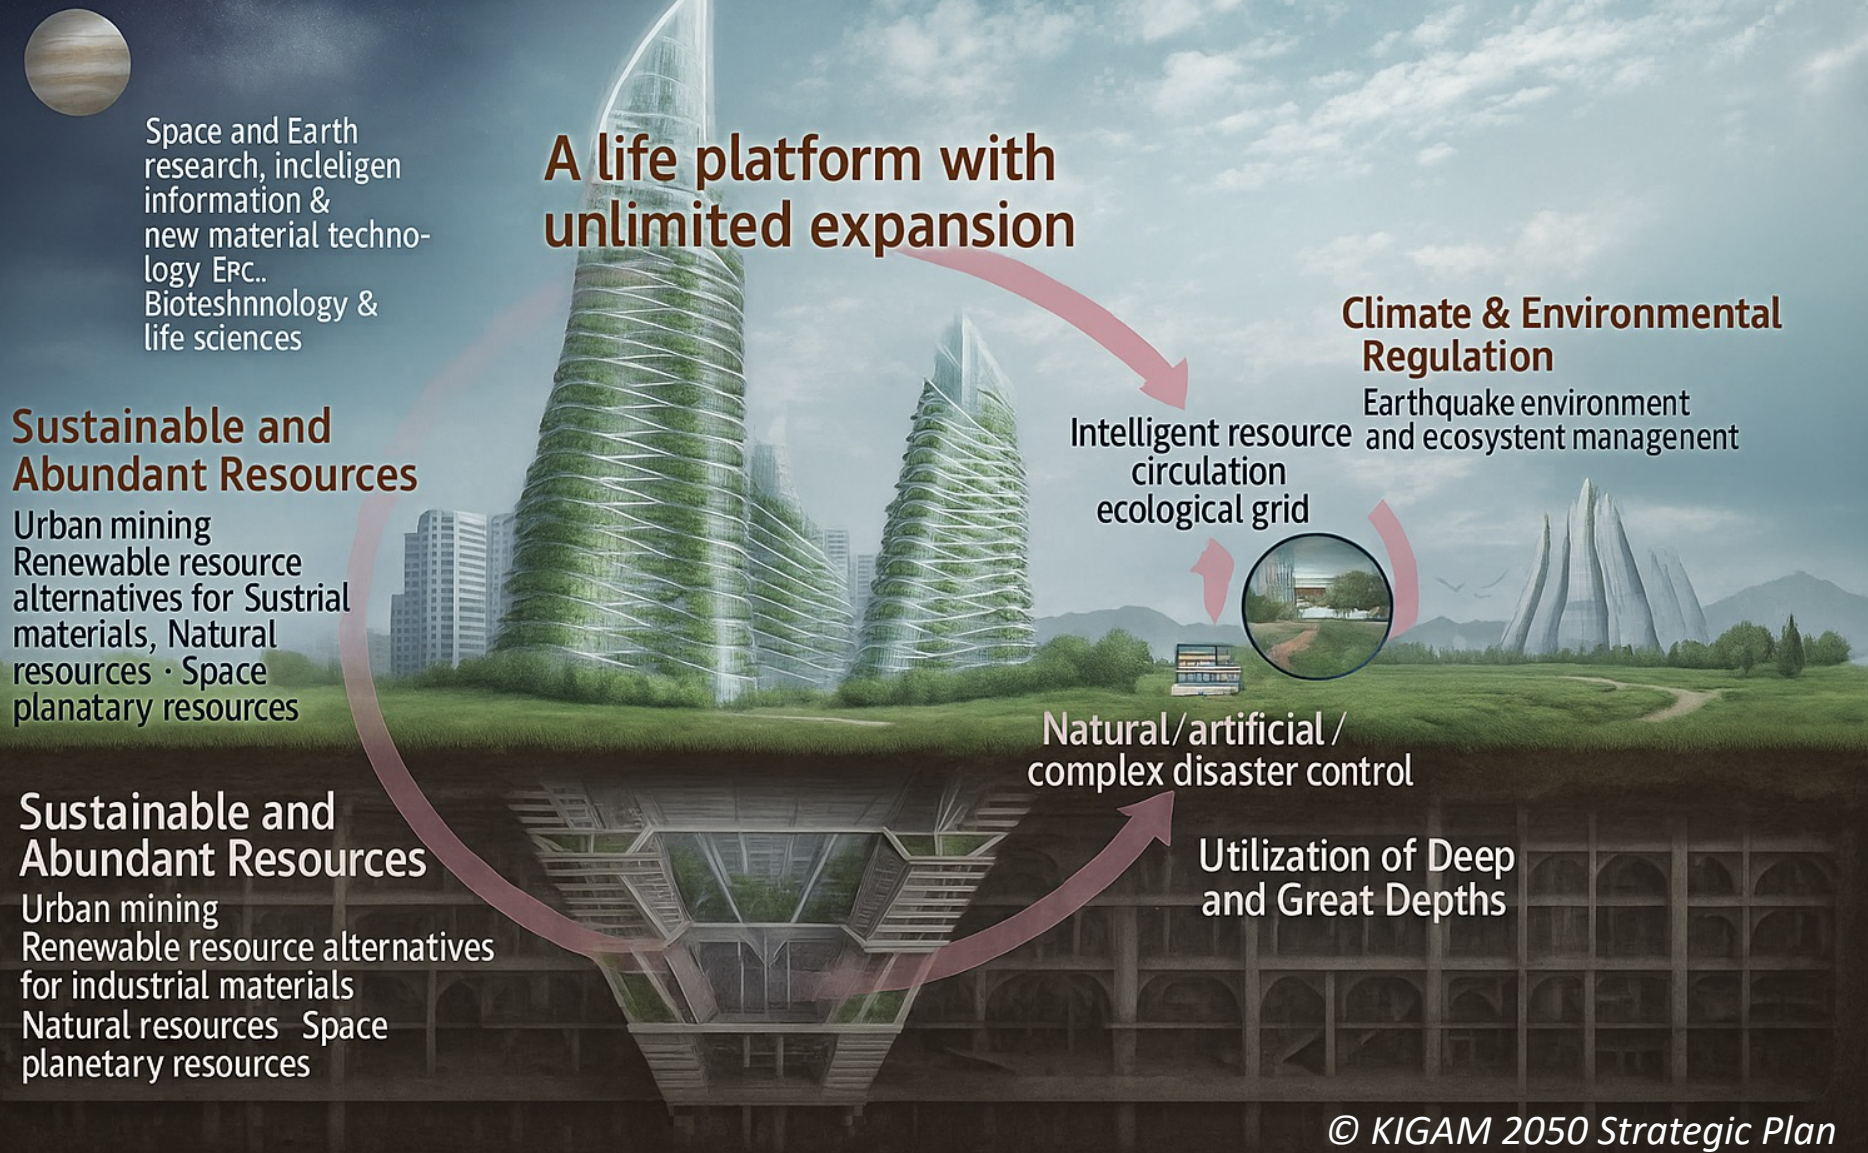 Space and Earth
research, incleligen
information &
new material techno-
logy EPC..
Bioteshnnology &
life sciences
A life platform with
unlimited expansion
Climate & Environmental
Regulation
Earthquake environment
and ecosystent managenent
Intelligent resource
circulation
ecological grid
Sustainable and
Abundant Resources
Urban mining
Renewable resource
alternatives for Sustrial
materials, Natural
resources · Space
planatary resources
Natural/artificial/
complex disaster control
Sustainable and
Abundant Resources
Urban mining
Renewable resource alternatives
for industrial materials
Natural resources Space
planetary resources
Utilization of Deep
and Great Depths
© KIGAM 2050 Strategic Plan